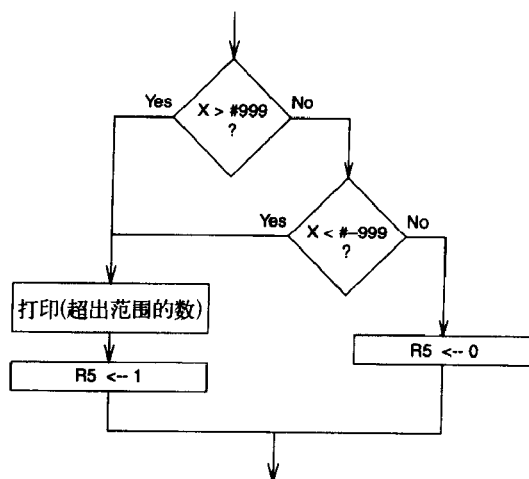 Yes
X > #999
?
No
Yes
X < #-999
?
No
打印(超出范围的数)
R5 <-- 1
R5 <-- 0